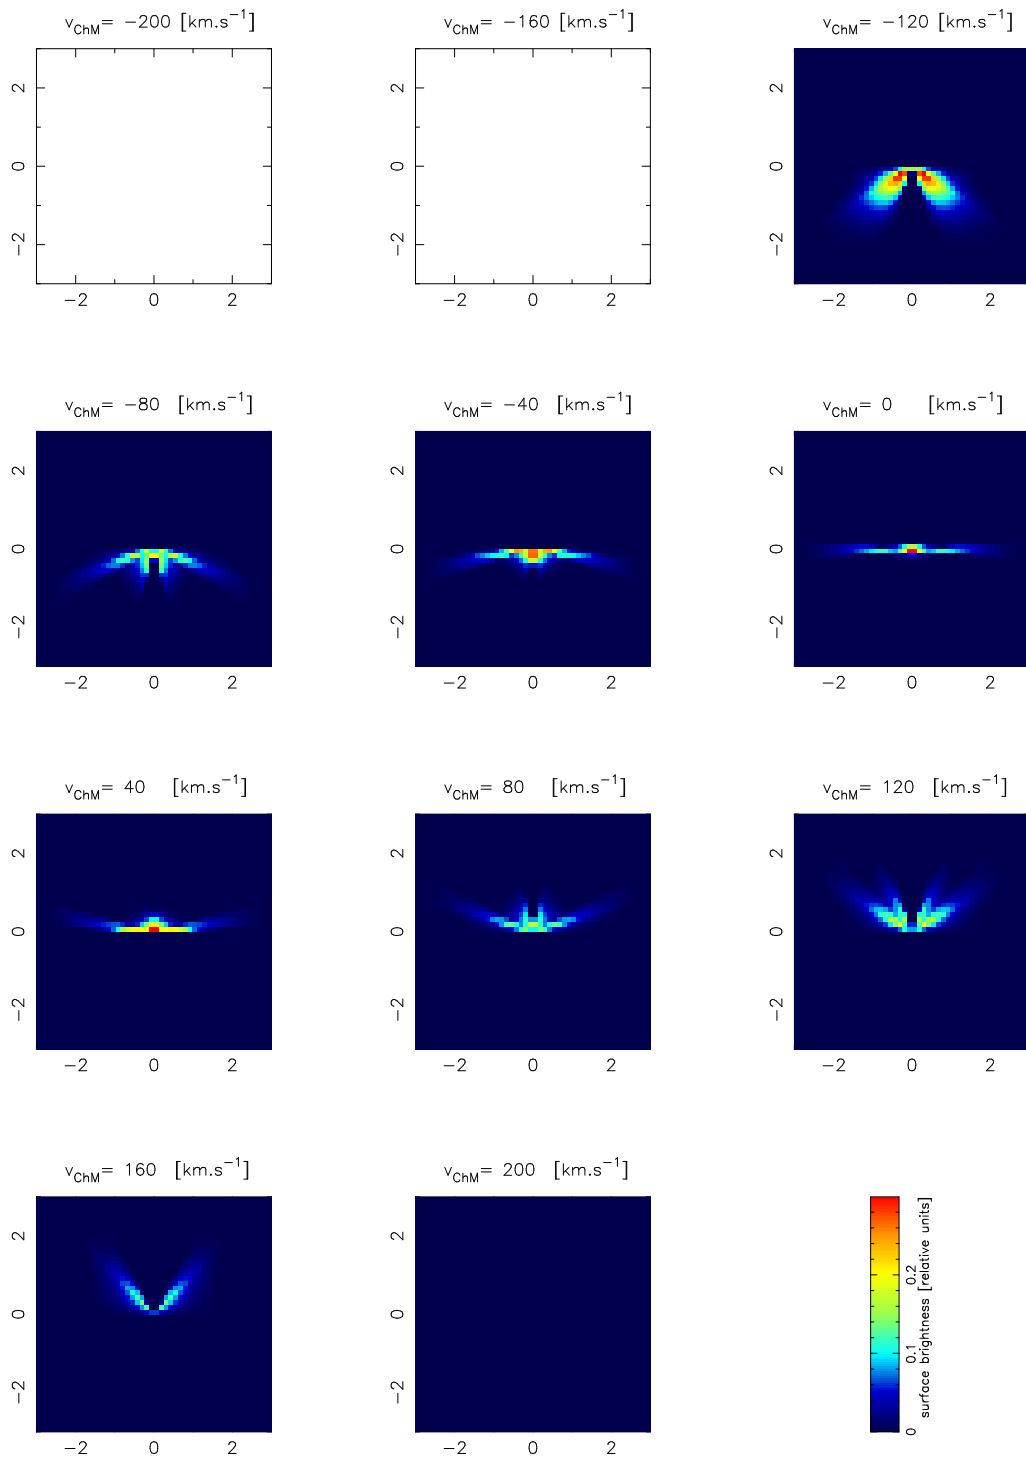 v_ChM= −200 [km.s⁻¹] v_ChM= −160 [km.s⁻¹] v_ChM= −120 [km.s⁻¹]
2 2 2
0 0 0
−2 −2 −2
−2 0 2 −2 0 2 −2 0 2
v_ChM= −80 [km.s⁻¹] v_ChM= −40 [km.s⁻¹] v_ChM= 0 [km.s⁻¹]
2 2 2
0 0 0
−2 −2 −2
−2 0 2 −2 0 2 −2 0 2
v_ChM= 40 [km.s⁻¹] v_ChM= 80 [km.s⁻¹] v_ChM= 120 [km.s⁻¹]
2 2 2
0 0 0
−2 −2 −2
−2 0 2 −2 0 2 −2 0 2
v_ChM= 160 [km.s⁻¹] v_ChM= 200 [km.s⁻¹]
2 2
0 0
−2 −2
−2 0 2 −2 0 2
0 0.1 0.2
surface brightness [relative units]